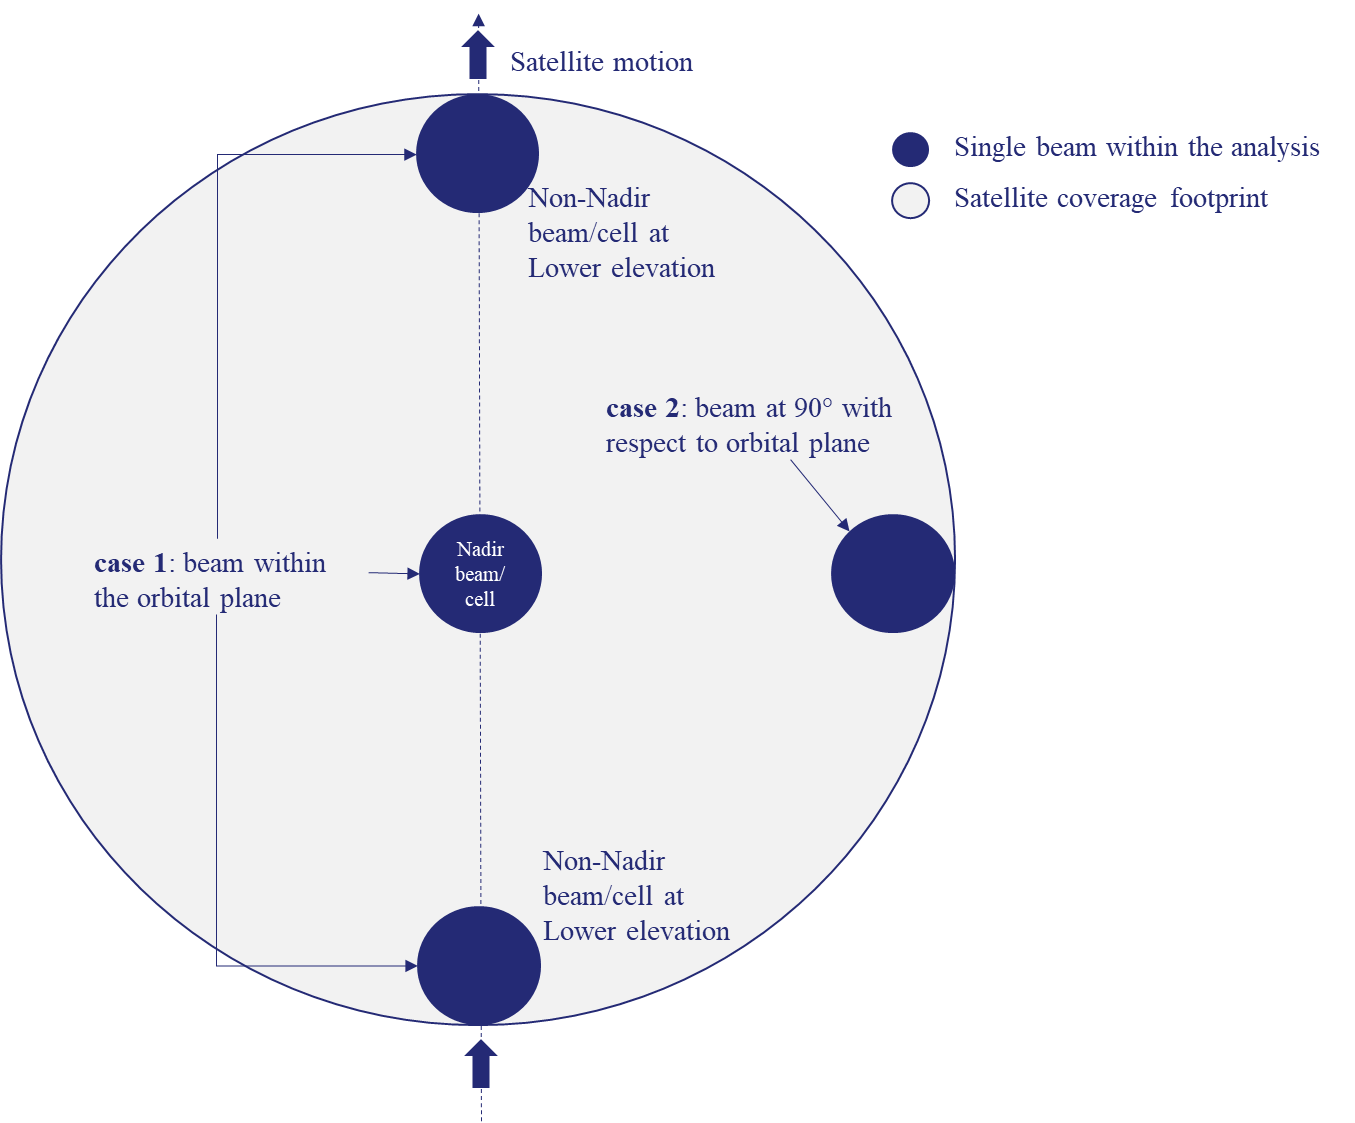 Satellite motion
Single beam within the analysis
Satellite coverage footprint
Non-Nadir
beam/cell at
Lower elevation
case 2: beam at 90° with
respect to orbital plane
case 1: beam within
the orbital plane
Nadir
beam/
cell
Non-Nadir
beam/cell at
Lower elevation